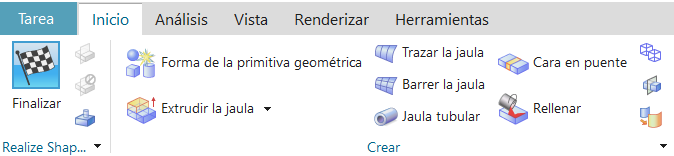 Tarea Inicio Análisis Vista Renderizar Herramientas
Forma de la primitiva geométrica Trazar la jaula Cara en puente
Barrer la jaula
Finalizar Extrudir la jaula Jaula tubular Rellenar
Realize Shap... Crear